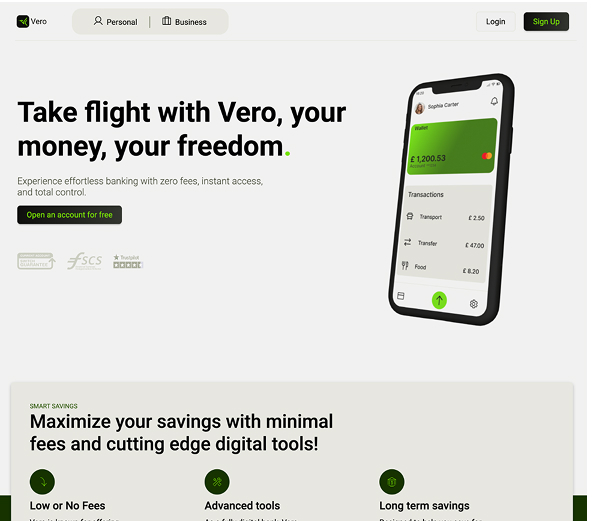 Vero
Personal
Business
Login
Sign Up
Take flight with Vero, your
money, your freedom.
Experience effortless banking with zero fees, instant access,
and total control.
Open an account for free
GUARANTEE
FSCS
Trustpilot
Sophia Carter
Wallet
£ 1,200.53
Transactions
Transport £ 2.50
Transfer £ 47.00
Food £ 8.20
SMART SAVINGS
Maximize your savings with minimal
fees and cutting edge digital tools!
Low or No Fees
Advanced tools
Long term savings